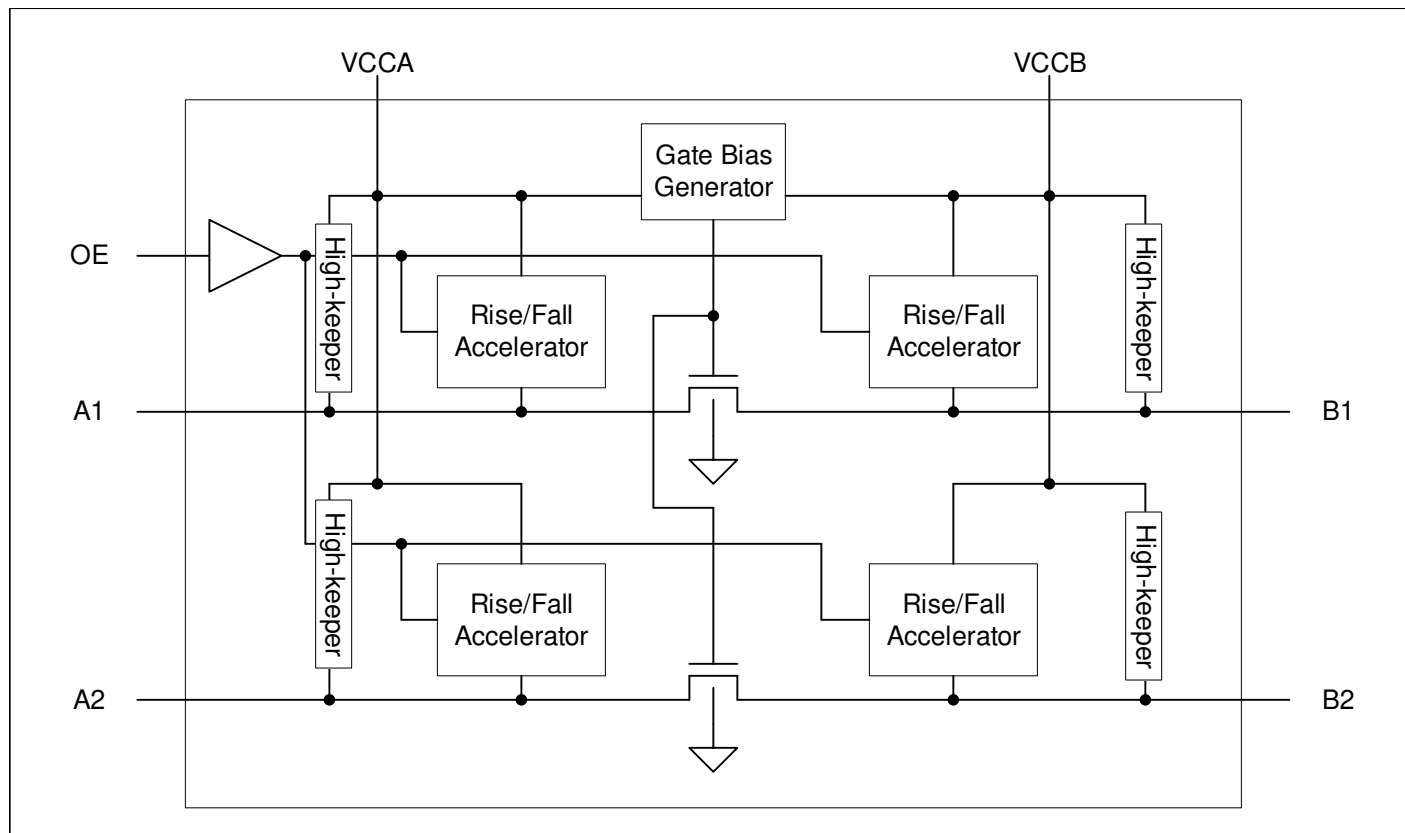 VCCA
VCCB
Gate Bias
Generator
OE
High-keeper
High-keeper
Rise/Fall
Accelerator
Rise/Fall
Accelerator
A1
B1
High-keeper
High-keeper
Rise/Fall
Accelerator
Rise/Fall
Accelerator
A2
B2